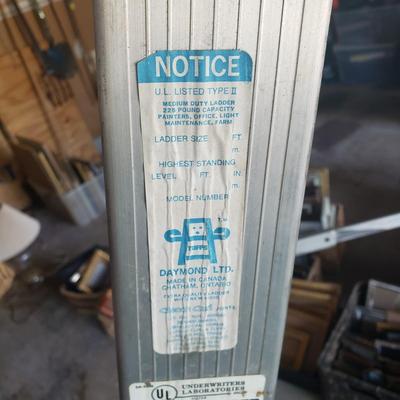 NOTICE
U.L. LISTED TYPE II
MEDIUM DUTY LADDER
225 POUND CAPACITY
PAINTERS, OFFICE, LIGHT
MAINTENANCE, FARM
LADDER SIZE FT.
m.
HIGHEST STANDING
LEVEL FT. IN
m.
MODEL NUMBER
DAYMOND LTD.
MADE IN CANADA
CHATHAM, ONTARIO
UL
UNDERWRITERS
LABORATORIES